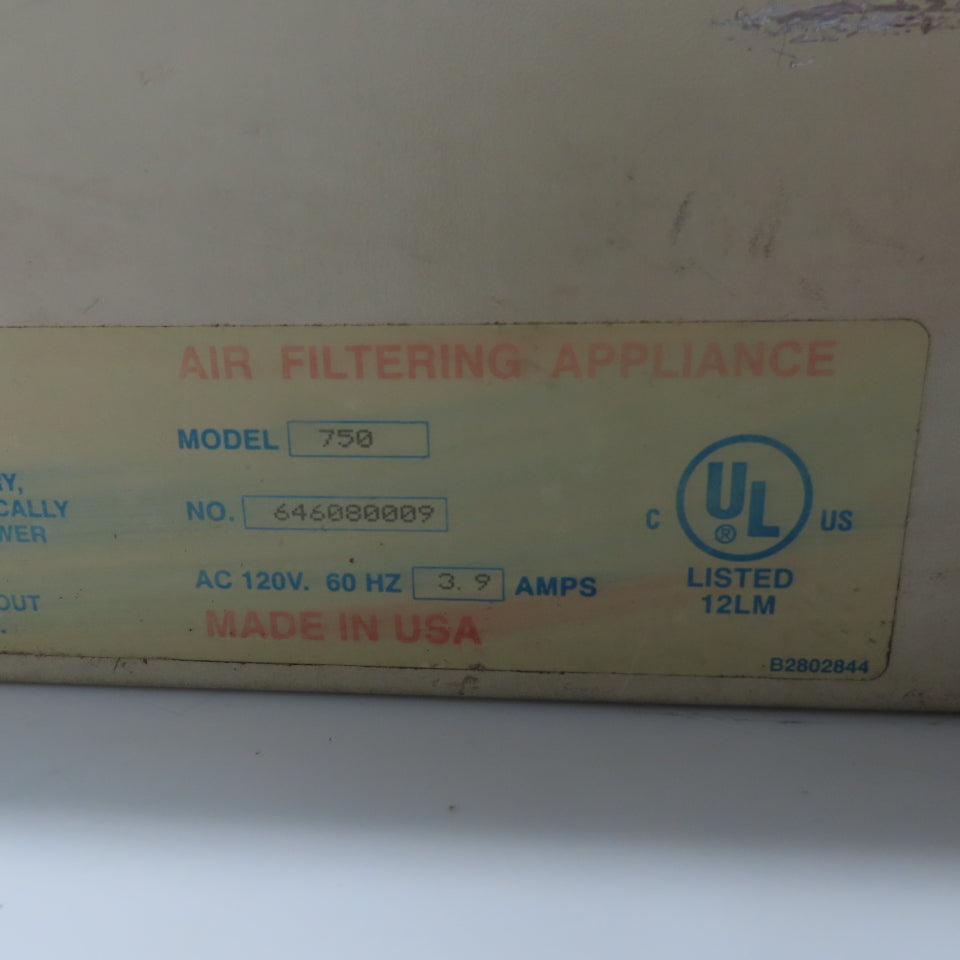 AIR FILTERING APPLIANCE
MODEL 750
RY,
CALLY
WER
NO. 646080009
C UL ® US
AC 120V. 60 HZ 3.9 AMPS
LISTED
12LM
OUT
MADE IN USA
B2802844